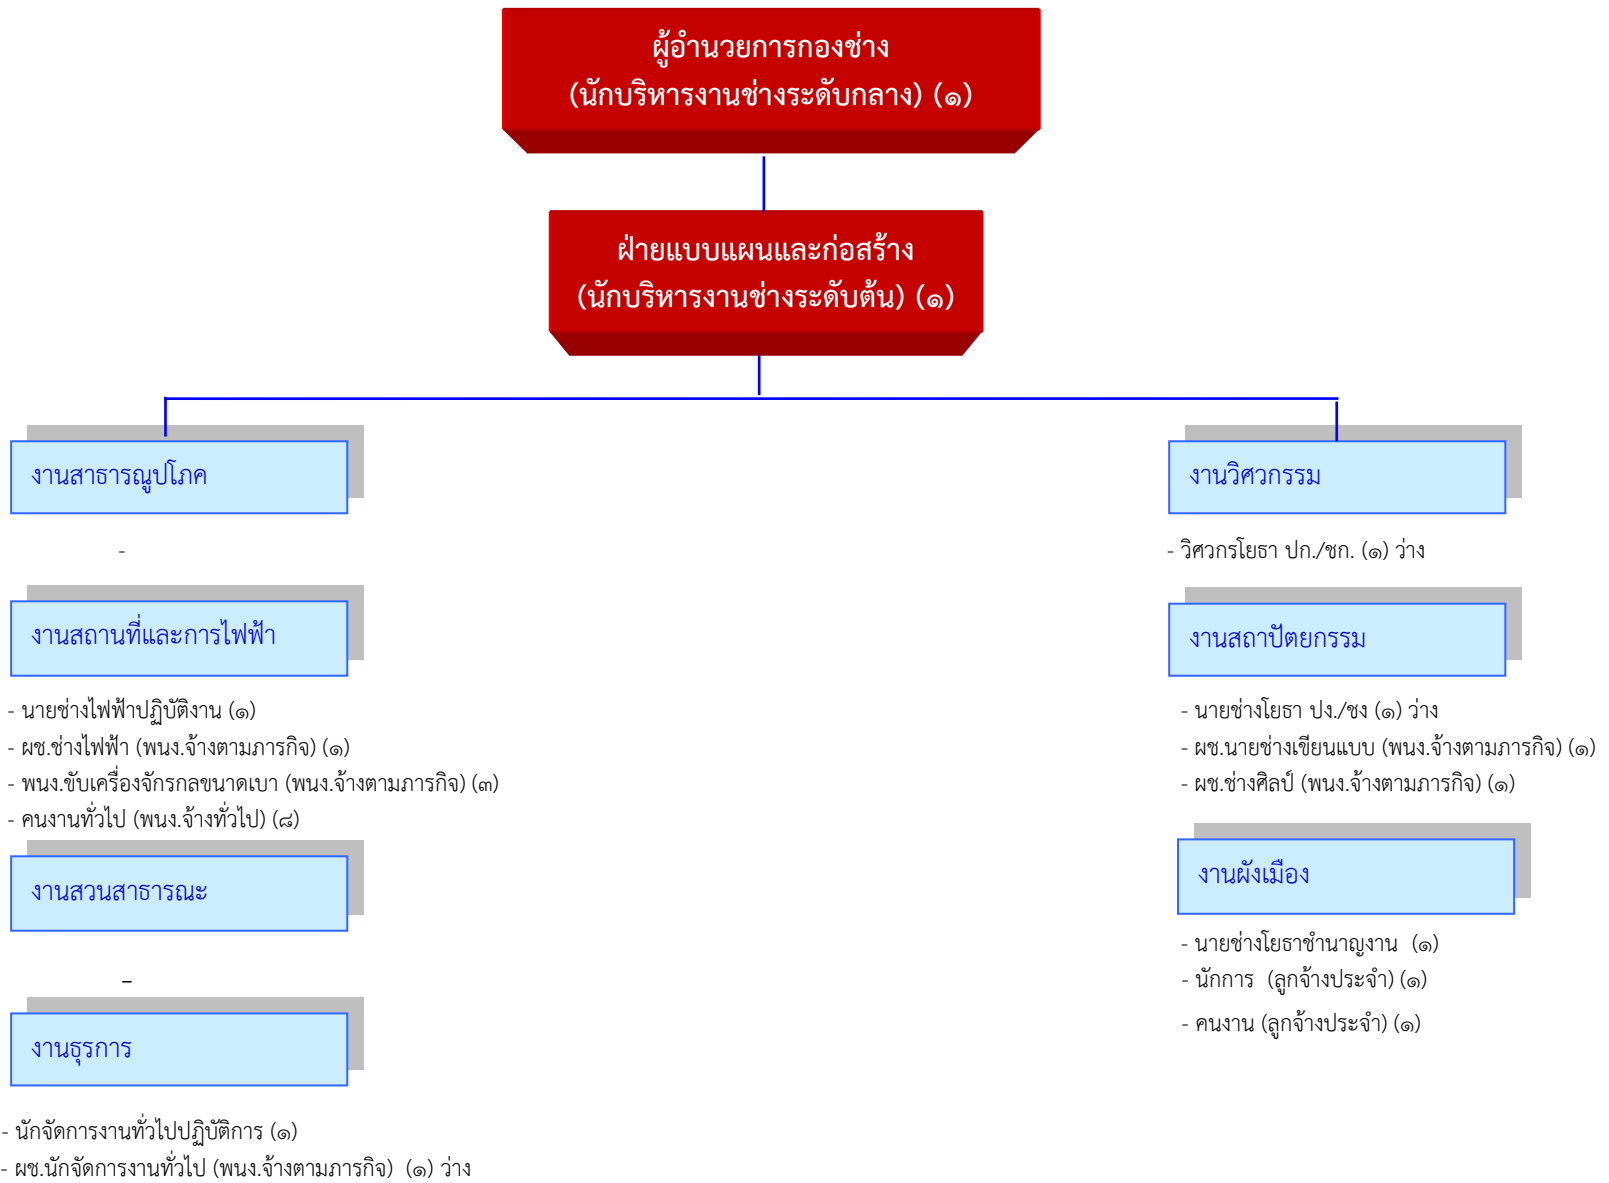 ผู้อำนวยการกองช่าง
(นักบริหารงานช่างระดับกลาง) (๑)
ฝ่ายแบบแผนและก่อสร้าง
(นักบริหารงานช่างระดับต้น) (๑)
งานสาธารณูปโภค
-
งานสถานที่และการไฟฟ้า
- นายช่างไฟฟ้าปฏิบัติงาน (๑)
- ผช.ช่างไฟฟ้า (พนง.จ้างตามภารกิจ) (๑)
- พนง.ขับเครื่องจักรกลขนาดเบา (พนง.จ้างตามภารกิจ) (๓)
- คนงานทั่วไป (พนง.จ้างทั่วไป) (๘)
งานสวนสาธารณะ
-
งานธุรการ
- นักจัดการงานทั่วไปปฏิบัติการ (๑)
- ผช.นักจัดการงานทั่วไป (พนง.จ้างตามภารกิจ) (๑) ว่าง
งานวิศวกรรม
- วิศวกรโยธา ปก./ชก. (๑) ว่าง
งานสถาปัตยกรรม
- นายช่างโยธา ปง./ชง (๑) ว่าง
- ผช.นายช่างเขียนแบบ (พนง.จ้างตามภารกิจ) (๑)
- ผช.ช่างศิลป์ (พนง.จ้างตามภารกิจ) (๑)
งานผังเมือง
- นายช่างโยธาชำนาญงาน (๑)
- นักการ (ลูกจ้างประจำ) (๑)
- คนงาน (ลูกจ้างประจำ) (๑)